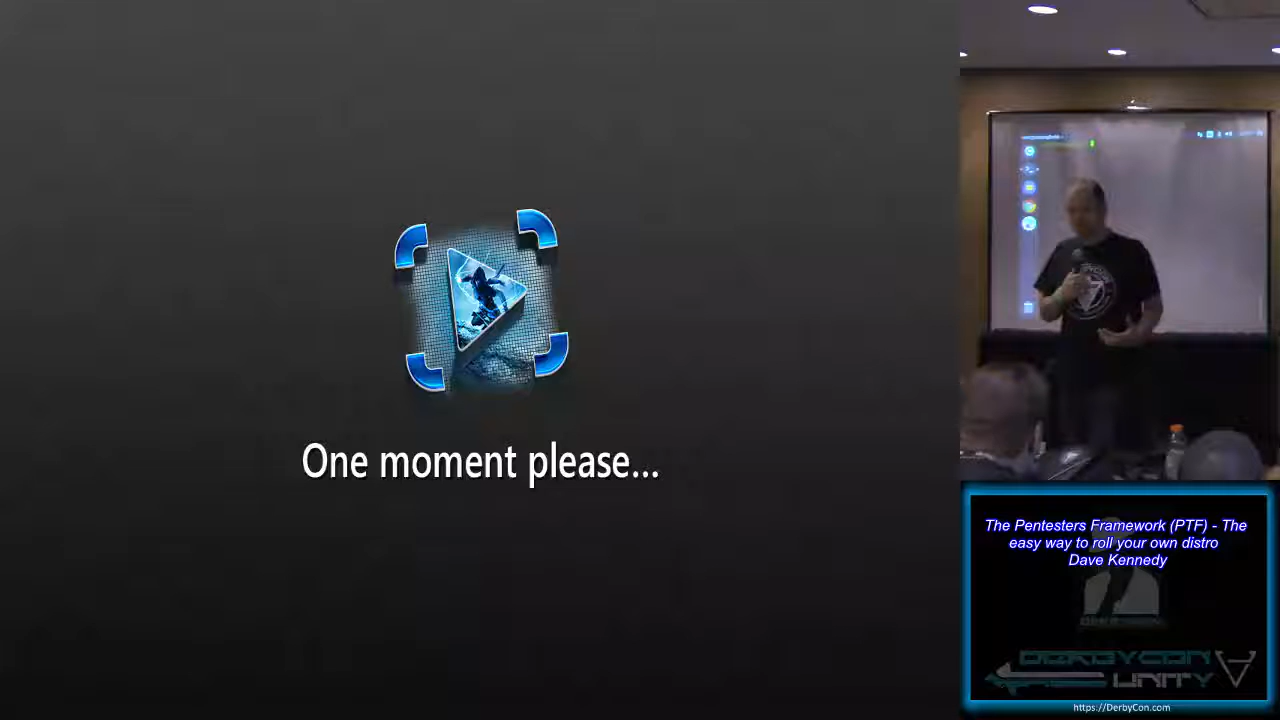 One moment please...
The Pentesters Framework (PTF) - The
easy way to roll your own distro
Dave Kennedy
DERBYCON
UNITY
https://DerbyCon.com